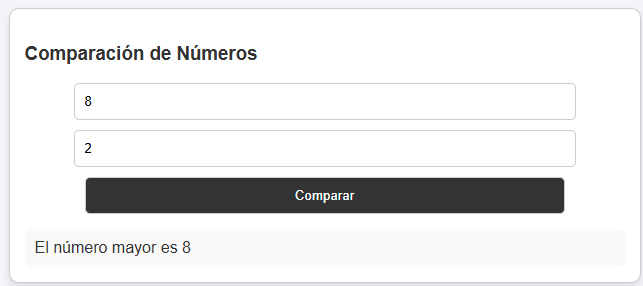 Comparación de Números
8
2
Comparar
El número mayor es 8